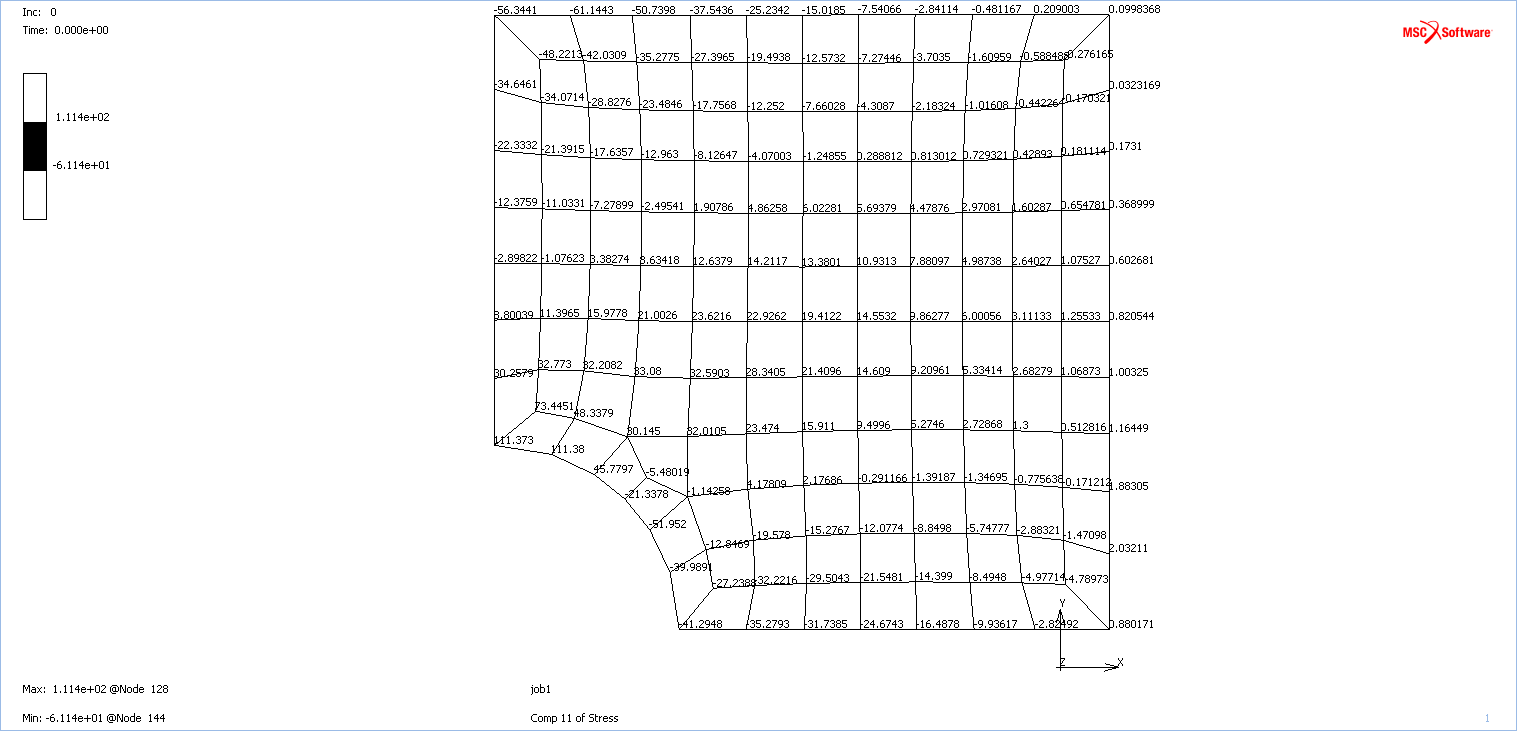 Inc: 0
Time: 0.000e+00
MSC Software
1.114e+02
-6.114e+01
-56.3441 -61.1443 -50.7398 -37.5436 -25.2342 -15.0185 -7.54066 -2.84114 -0.481167 0.209003 0.0998368
-48.2213 -42.0309 -35.2775 -27.3965 -19.4938 -12.5732 -7.27446 -3.7035 -1.60959 -0.588488 -0.276165
-34.6461 -34.0714 -28.8276 -23.4846 -17.7568 -12.252 -7.66028 -4.3087 -2.18324 -1.01608 -0.44226 -0.170321 0.0323169
-22.3332 -21.3915 -17.6357 -12.963 -8.12647 -4.07003 -1.24855 0.288812 0.813012 0.729321 0.42893 0.181114 0.1731
-12.3759 -11.0331 -7.27899 -2.49541 1.90786 4.86258 6.02281 5.69379 4.47876 2.97081 1.60287 0.654781 0.368999
-2.89822 -1.07623 3.38274 8.63418 12.6379 14.2117 13.3801 10.9313 7.88097 4.98738 2.64027 1.07527 0.602681
8.80039 11.3965 15.9778 21.0026 23.6216 22.9262 19.4122 14.5532 9.86277 6.00056 3.11133 1.25533 0.820544
30.2579 32.773 32.2082 33.08 32.5903 28.3405 21.4096 14.609 9.20961 5.33414 2.68279 1.06873 1.00325
73.4451 48.3379 30.145 32.0105 23.474 15.911 9.4996 5.2746 2.72868 1.3 0.512816 1.16449
111.373 111.38 45.7797 -5.48019
-21.3378 -1.14258 4.17809 2.17686 -0.291166 -1.39187 -1.34695 -0.775638 -0.171212 1.88305
-51.952 -12.8469 -19.578 -15.2767 -12.0774 -8.8498 -5.74777 -2.88321 -1.47098 2.03211
-39.9891 -27.2388 -32.2216 -29.5043 -21.5481 -14.399 -8.4948 -4.97714 -4.78973
-41.2948 -35.2793 -31.7385 -24.6743 -16.4878 -9.93617 -2.82492 0.880171
Y
Z X
Max: 1.114e+02 @Node 128
job1
Min: -6.114e+01 @Node 144
Comp 11 of Stress
1